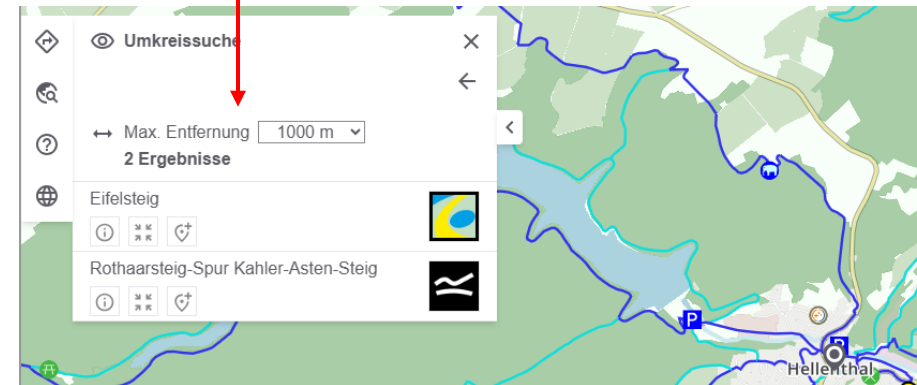 Umkreissuche
Max. Entfernung 1000 m
2 Ergebnisse
Eifelsteig
Rothaarsteig-Spur Kahler-Asten-Steig
P
P
Hellenthal